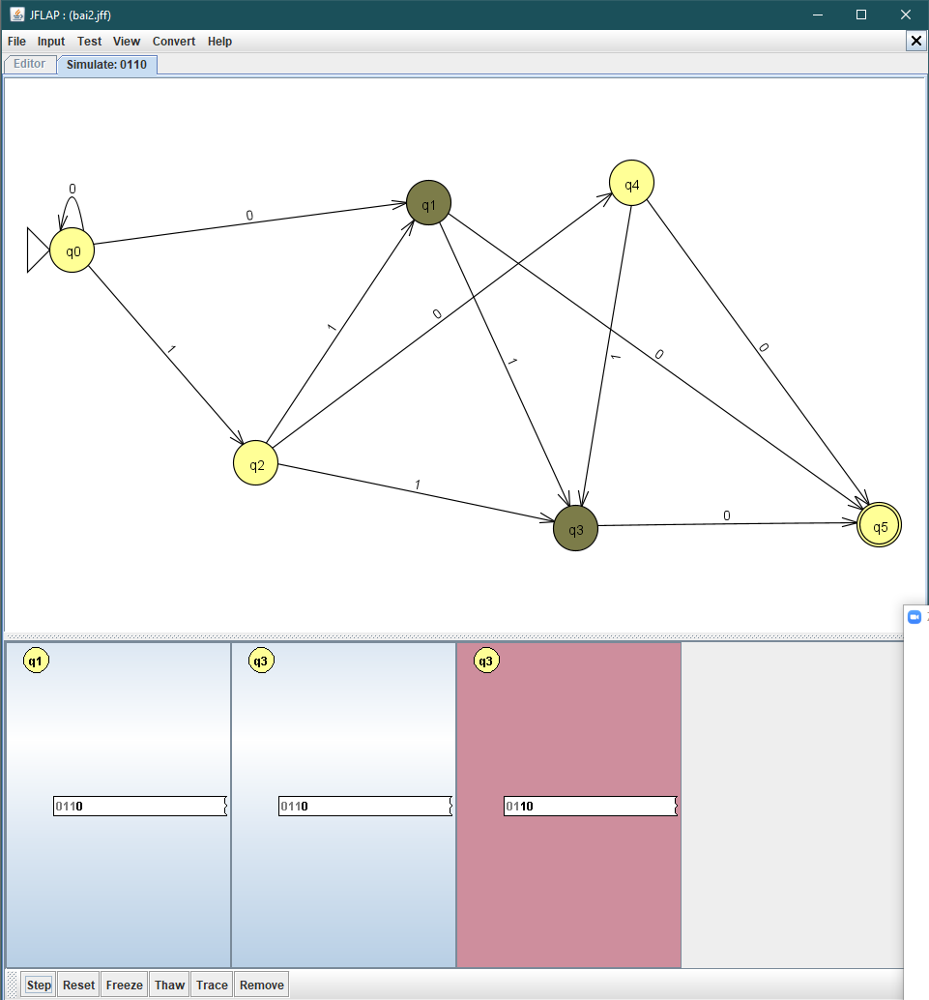 JFLAP : (bai2.jff)
File Input Test View Convert Help
Editor Simulate: 0110
0
q0
0
q1
q4
1
1
0
1
1
0
0
q2
1
q3
0
q5
q1 q3 q3
0110 0110 0110
Step Reset Freeze Thaw Trace Remove